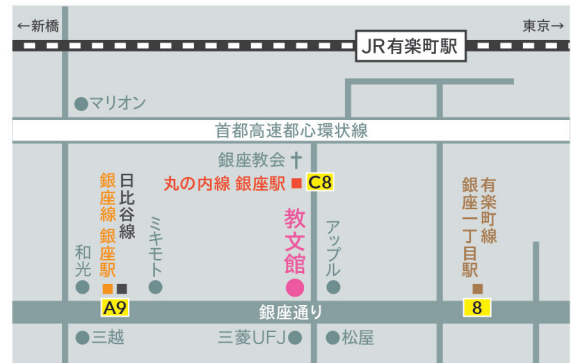 ←新橋
東京→
JR有楽町駅
マリオン
首都高速都心環状線
銀座教会
丸の内線 銀座駅
C8
銀座線 銀座駅
日比谷線
有楽町線
銀座一丁目駅
和光
ミキモト
教文館
アップル
A9
銀座通り
8
三越
三菱UFJ
松屋